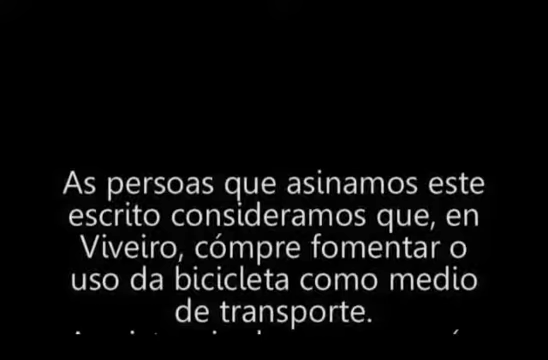 As persoas que asinamos este
escrito consideramos que, en
Viveiro, cómpre fomentar o
uso da bicicleta como medio
de transporte.